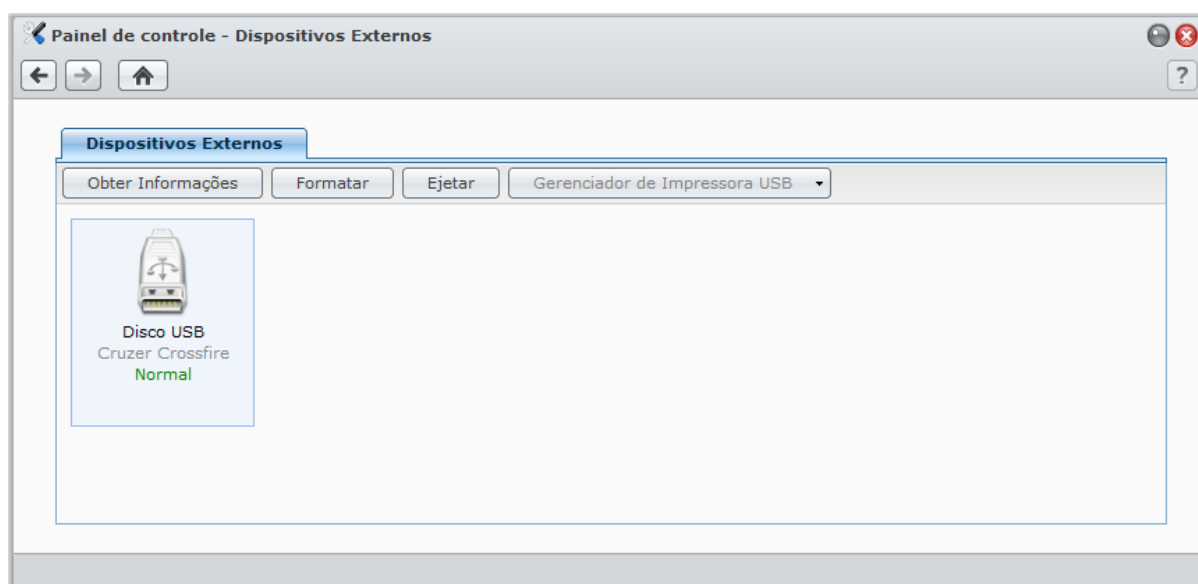 Painel de controle - Dispositivos Externos
?
Dispositivos Externos
Obter Informações Formatar Ejetar Gerenciador de Impressora USB
Disco USB
Cruzer Crossfire
Normal